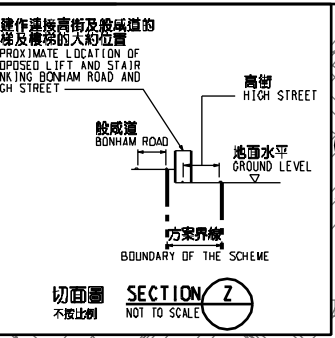 建作連接高街及般咸道的
梯及樓梯的大約位置
PROXIMATE LOCATION OF
OPOSED LIFT AND STAIR
NKING BONHAM ROAD AND
GH STREET
高街
HIGH STREET
般咸道
BONHAM ROAD
地面水平
GROUND LEVEL
方案界線
BOUNDARY OF THE SCHEME
切面圖 SECTION Z
不按比例 NOT TO SCALE